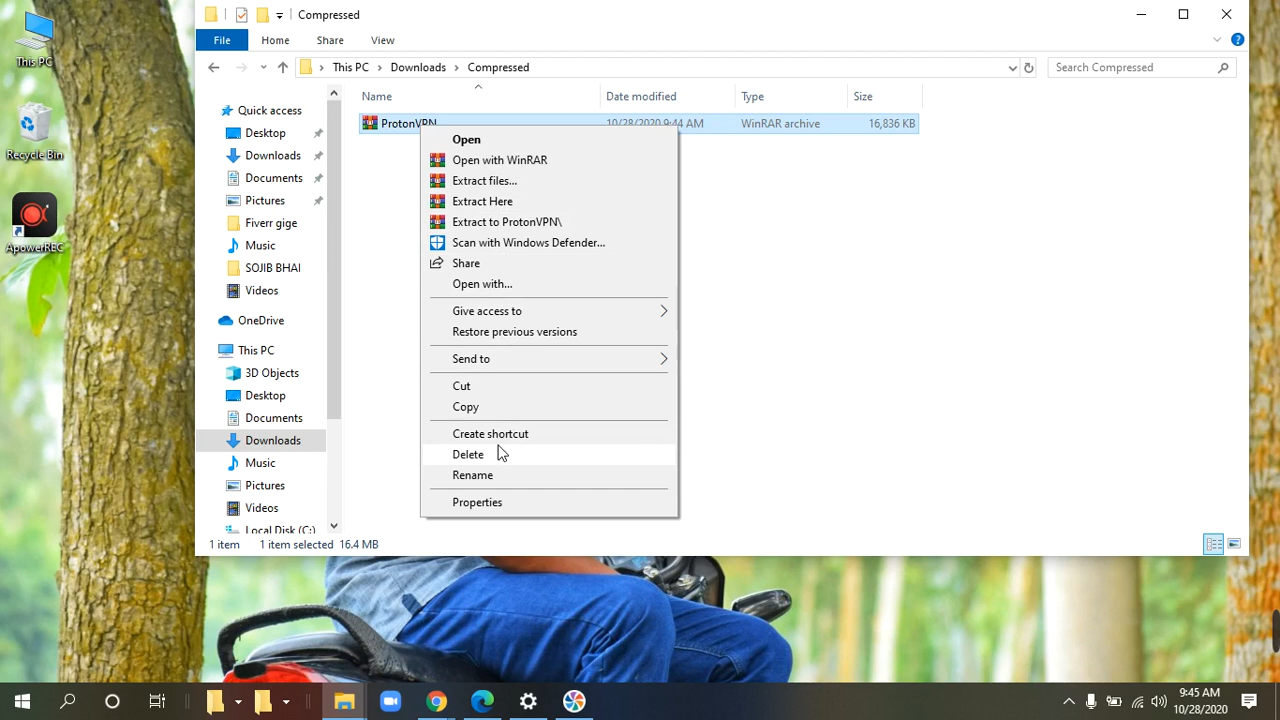 This PC
Recycle Bin
ApowerREC
Compressed
File Home Share View
This PC Downloads Compressed
Search Compressed
Name Date modified Type Size
ProtonVPN 10/28/2020 9:44 AM WinRAR archive 16,836 KB
Quick access
Desktop
Downloads
Documents
Pictures
Fiverr gige
Music
SOJIB BHAI
Videos
OneDrive
This PC
3D Objects
Desktop
Documents
Downloads
Music
Pictures
Videos
Local Disk (C:)
Open
Open with WinRAR
Extract files...
Extract Here
Extract to ProtonVPN\
Scan with Windows Defender...
Share
Open with...
Give access to
Restore previous versions
Send to
Cut
Copy
Create shortcut
Delete
Rename
Properties
1 item 1 item selected 16.4 MB
9:45 AM
10/28/2020